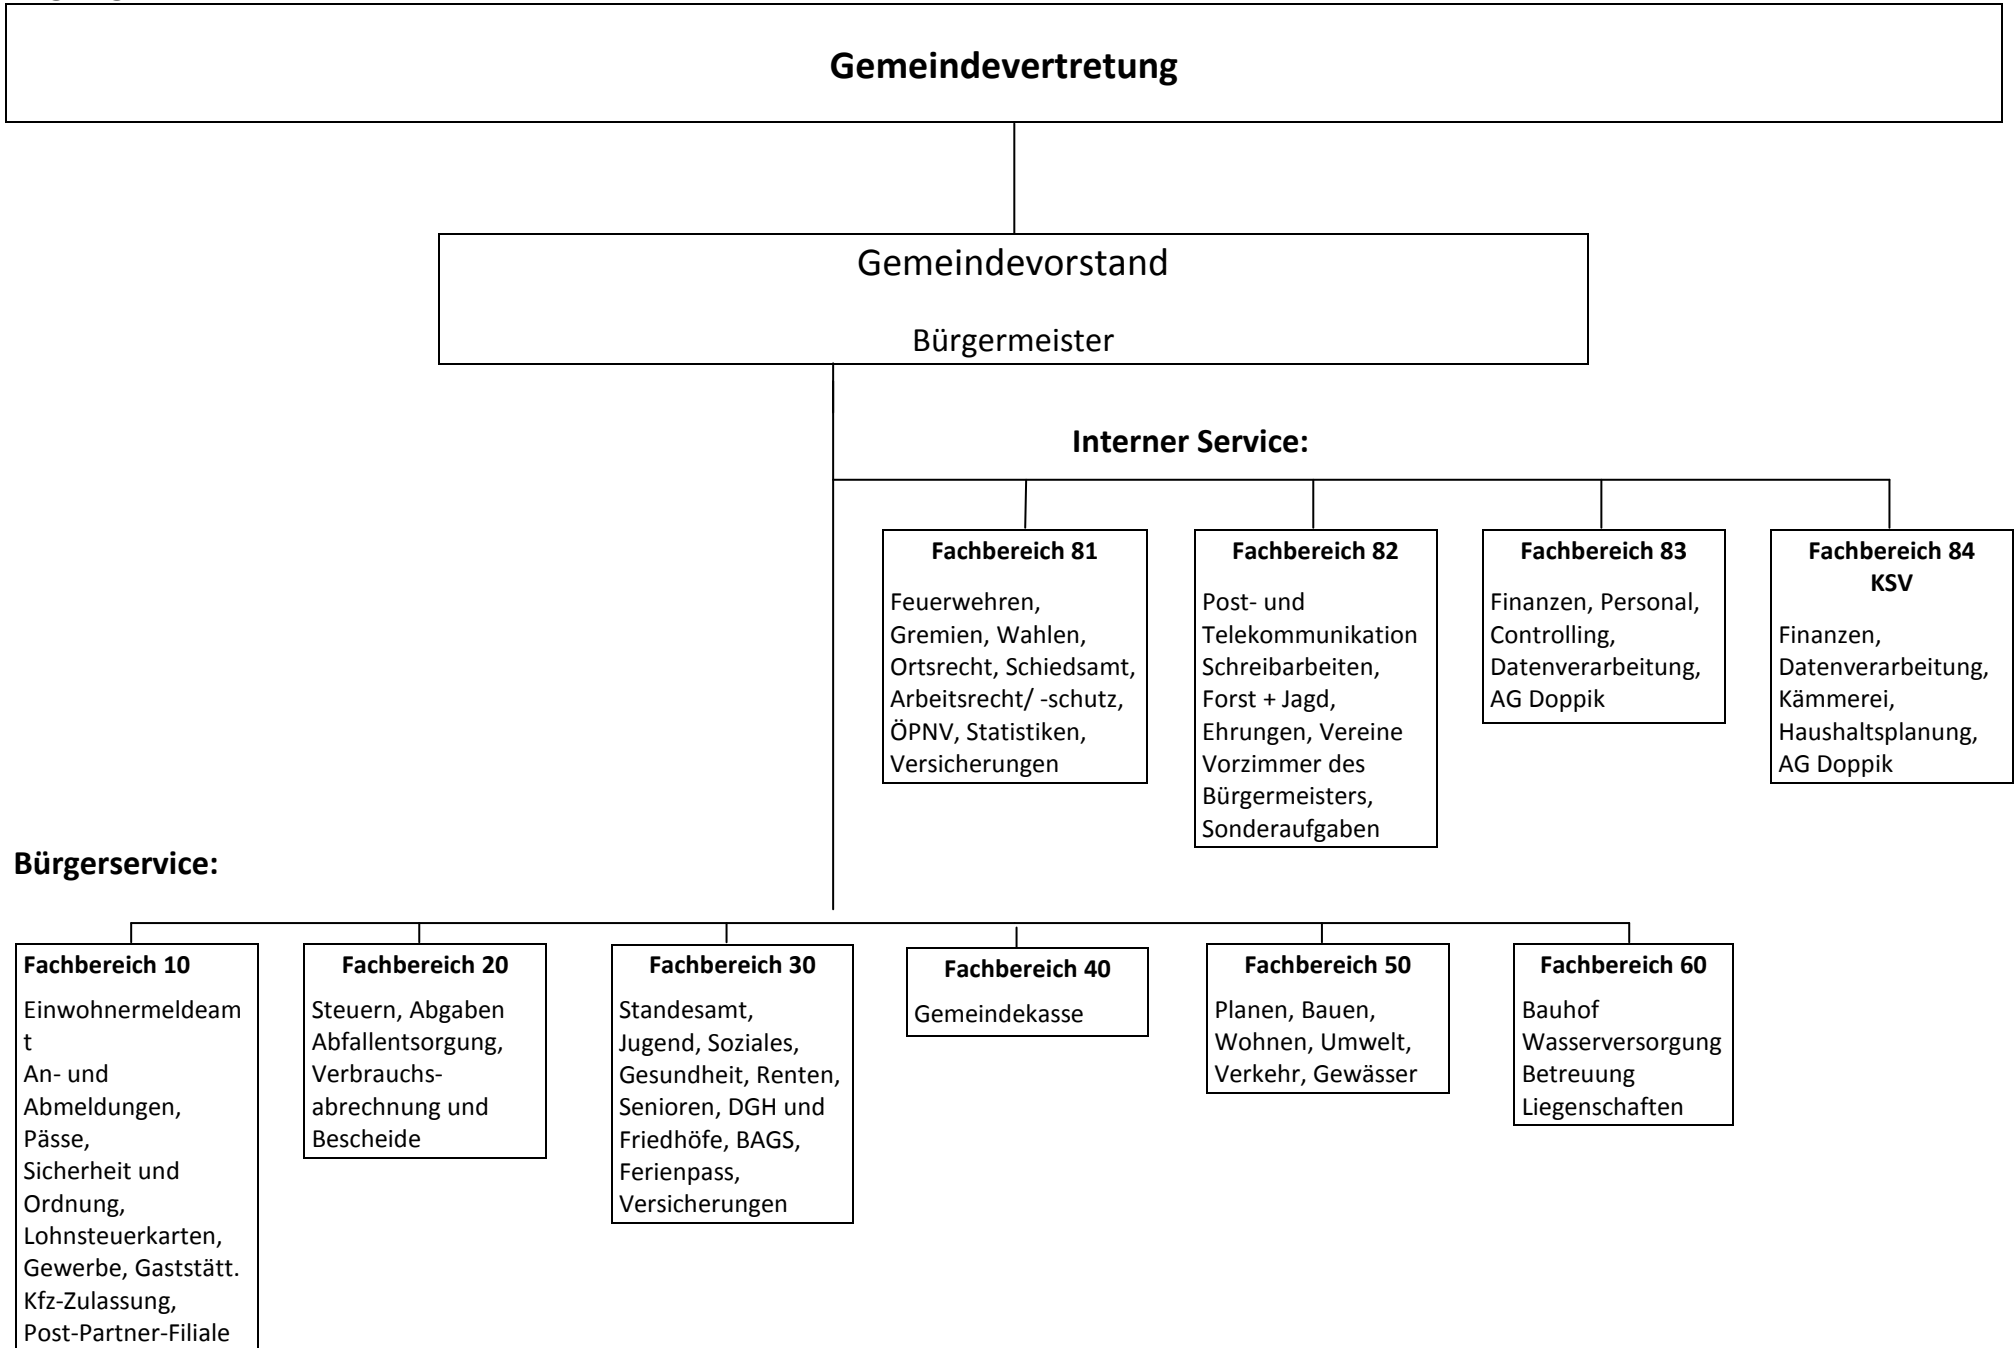 Gemeindevertretung
Gemeindevorstand
Bürgermeister
Interner Service:
Fachbereich 81
Feuerwehren,
Gremien, Wahlen,
Ortsrecht, Schiedsamt,
Arbeitsrecht/ -schutz,
ÖPNV, Statistiken,
Versicherungen
Fachbereich 82
Post- und
Telekommunikation
Schreibarbeiten,
Forst + Jagd,
Ehrungen, Vereine
Vorzimmer des
Bürgermeisters,
Sonderaufgaben
Fachbereich 83
Finanzen, Personal,
Controlling,
Datenverarbeitung,
AG Doppik
Fachbereich 84
KSV
Finanzen,
Datenverarbeitung,
Kämmerei,
Haushaltsplanung,
AG Doppik
Bürgerservice:
Fachbereich 10
Einwohnermeldeam
t
An- und
Abmeldungen,
Pässe,
Sicherheit und
Ordnung,
Lohnsteuerkarten,
Gewerbe, Gaststätt.
Kfz-Zulassung,
Post-Partner-Filiale
Fachbereich 20
Steuern, Abgaben
Abfallentsorgung,
Verbrauchs-
abrechnung und
Bescheide
Fachbereich 30
Standesamt,
Jugend, Soziales,
Gesundheit, Renten,
Senioren, DGH und
Friedhöfe, BAGS,
Ferienpass,
Versicherungen
Fachbereich 40
Gemeindekasse
Fachbereich 50
Planen, Bauen,
Wohnen, Umwelt,
Verkehr, Gewässer
Fachbereich 60
Bauhof
Wasserversorgung
Betreuung
Liegenschaften